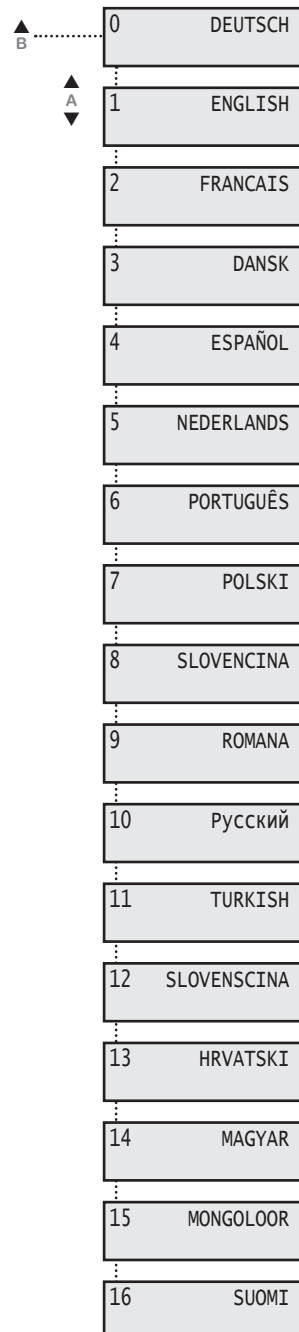 0 DEUTSCH
B
A
1 ENGLISH
2 FRANCAIS
3 DANSK
4 ESPAÑOL
5 NEDERLANDS
6 PORTUGUÊS
7 POLSKI
8 SLOVENCINA
9 ROMANA
10 Русский
11 TURKISH
12 SLOVENSCINA
13 HRVATSKI
14 MAGYAR
15 MONGOLOOR
16 SUOMI